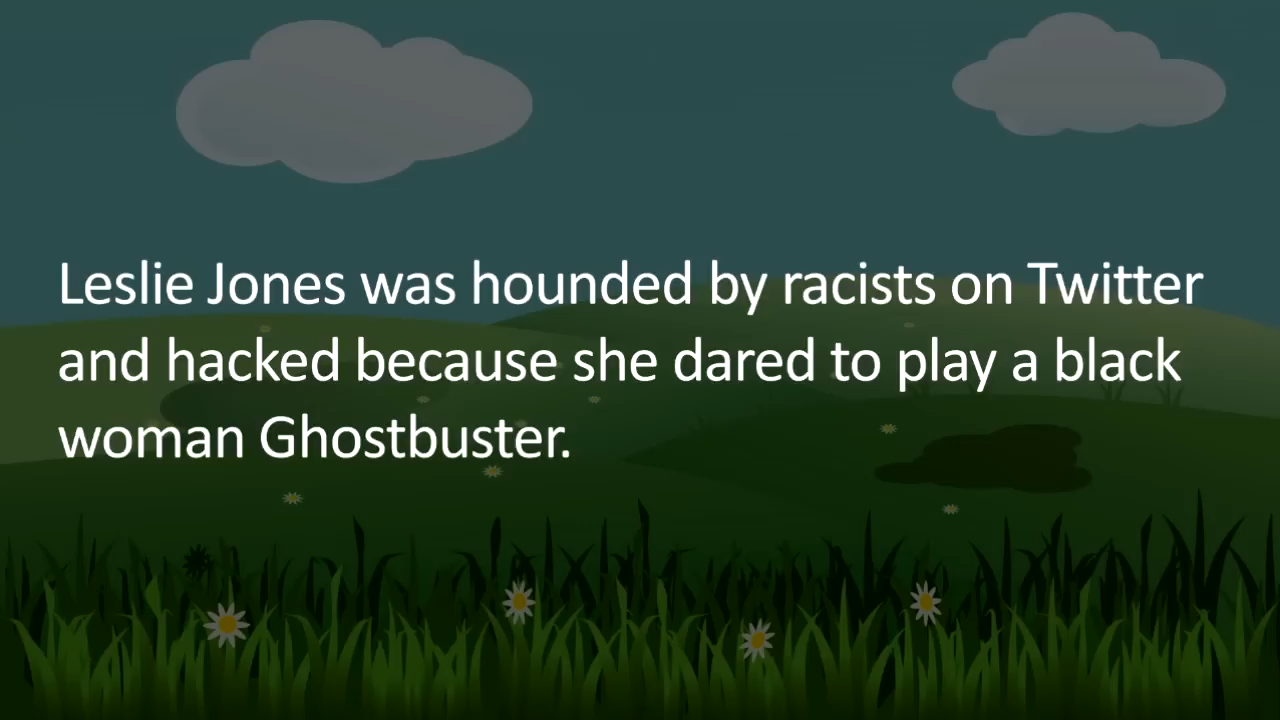 Leslie Jones was hounded by racists on Twitter
and hacked because she dared to play a black
woman Ghostbuster.